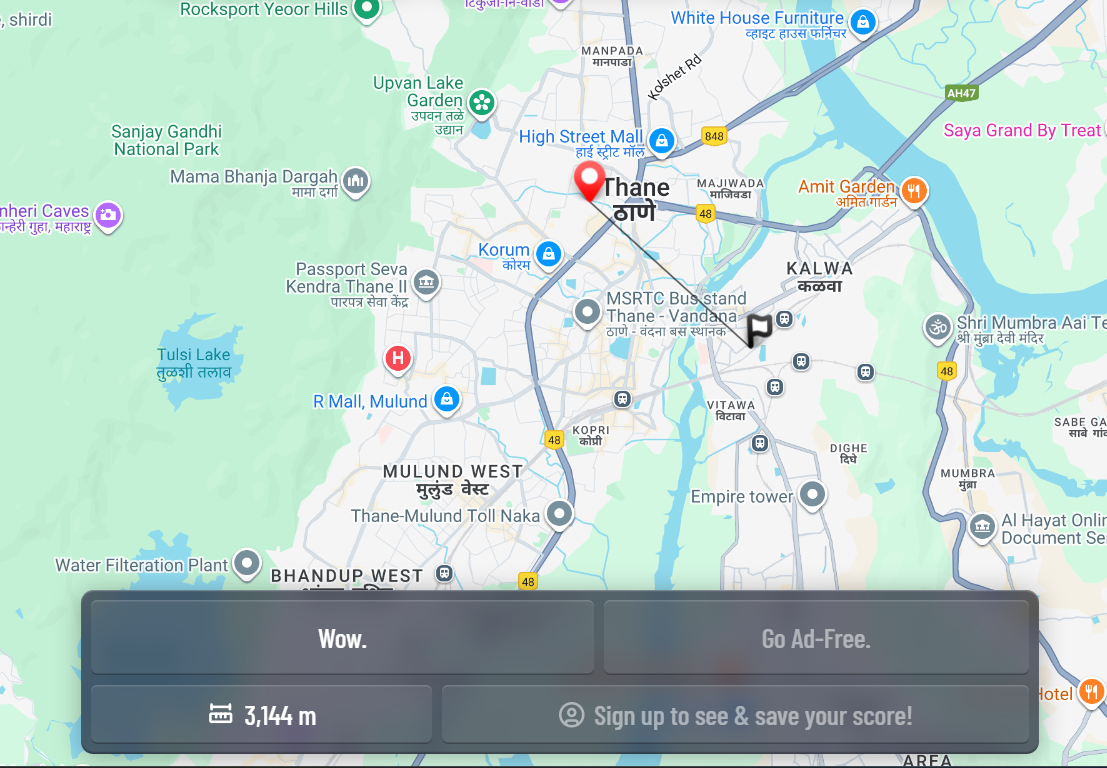 , shirdi
Rocksport Yeoor Hills
टिकुजा-नि-वाडी
White House Furniture
व्हाइट हाउस फर्निचर
MANPADA
मानपाडा
Kolshet Rd
Upvan Lake
Garden
उपवन तळे
उद्यान
AH47
Sanjay Gandhi
National Park
High Street Mall
हाई स्ट्रीट मॉल
848
Saya Grand By Treat
Mama Bhanja Dargah
मामा दर्गा
Thane
ठाणे
MAJIWADA
माजिवडा
48
Amit Garden
अमित गार्डन
nheri Caves
न्हेरी गुहा, महाराष्ट्र
Korum
कोरम
KALWA
कळवा
Passport Seva
Kendra Thane II
पारपत्र सेवा केंद्र
MSRTC Bus stand
Thane - Vandana
ठाणे - वंदना बस स्थानक
Shri Mumbra Aai Te
श्री मुंब्रा देवी मंदिर
Tulsi Lake
तुळशी तलाव
H
48
R Mall, Mulund
VITAWA
विटावा
KOPRI
कोप्री
48
SABE GA
साबे गांव
DIGHE
दिघे
MULUND WEST
मुलुंड वेस्ट
MUMBRA
मुंब्रा
Empire tower
Thane-Mulund Toll Naka
Al Hayat Onlin
Document Ser
Water Filteration Plant
BHANDUP WEST
48
Wow.
Go Ad-Free.
Hotel
3,144 m
Sign up to see & save your score!
AREA